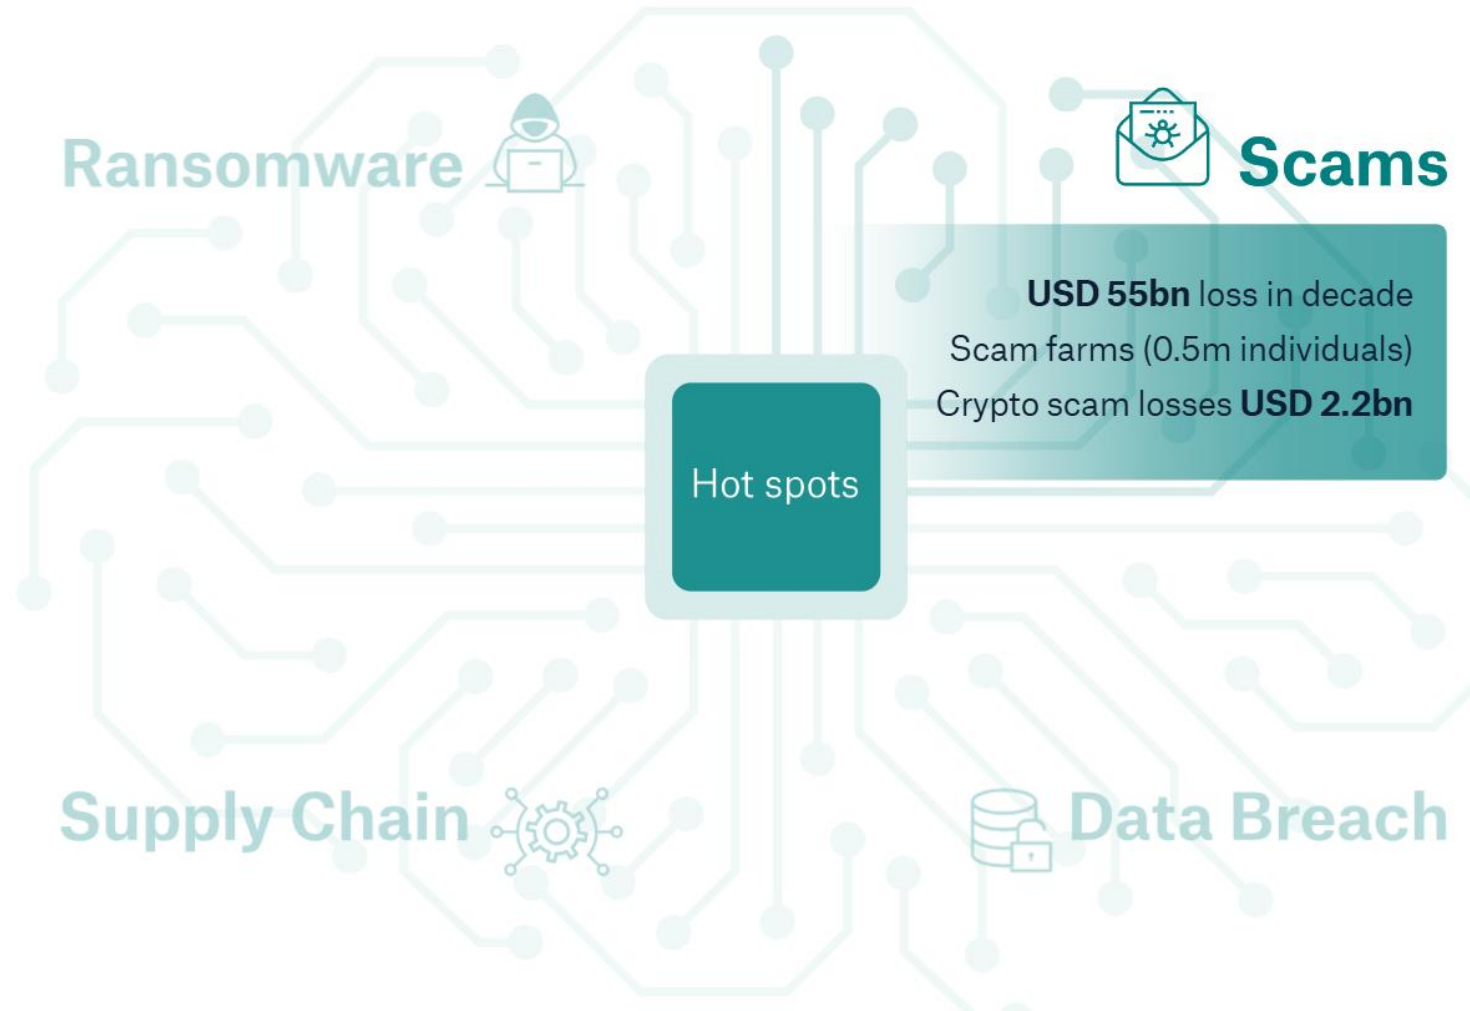 Ransomware
Scams
USD 55bn loss in decade
Scam farms (0.5m individuals)
Crypto scam losses USD 2.2bn
Hot spots
Supply Chain
Data Breach